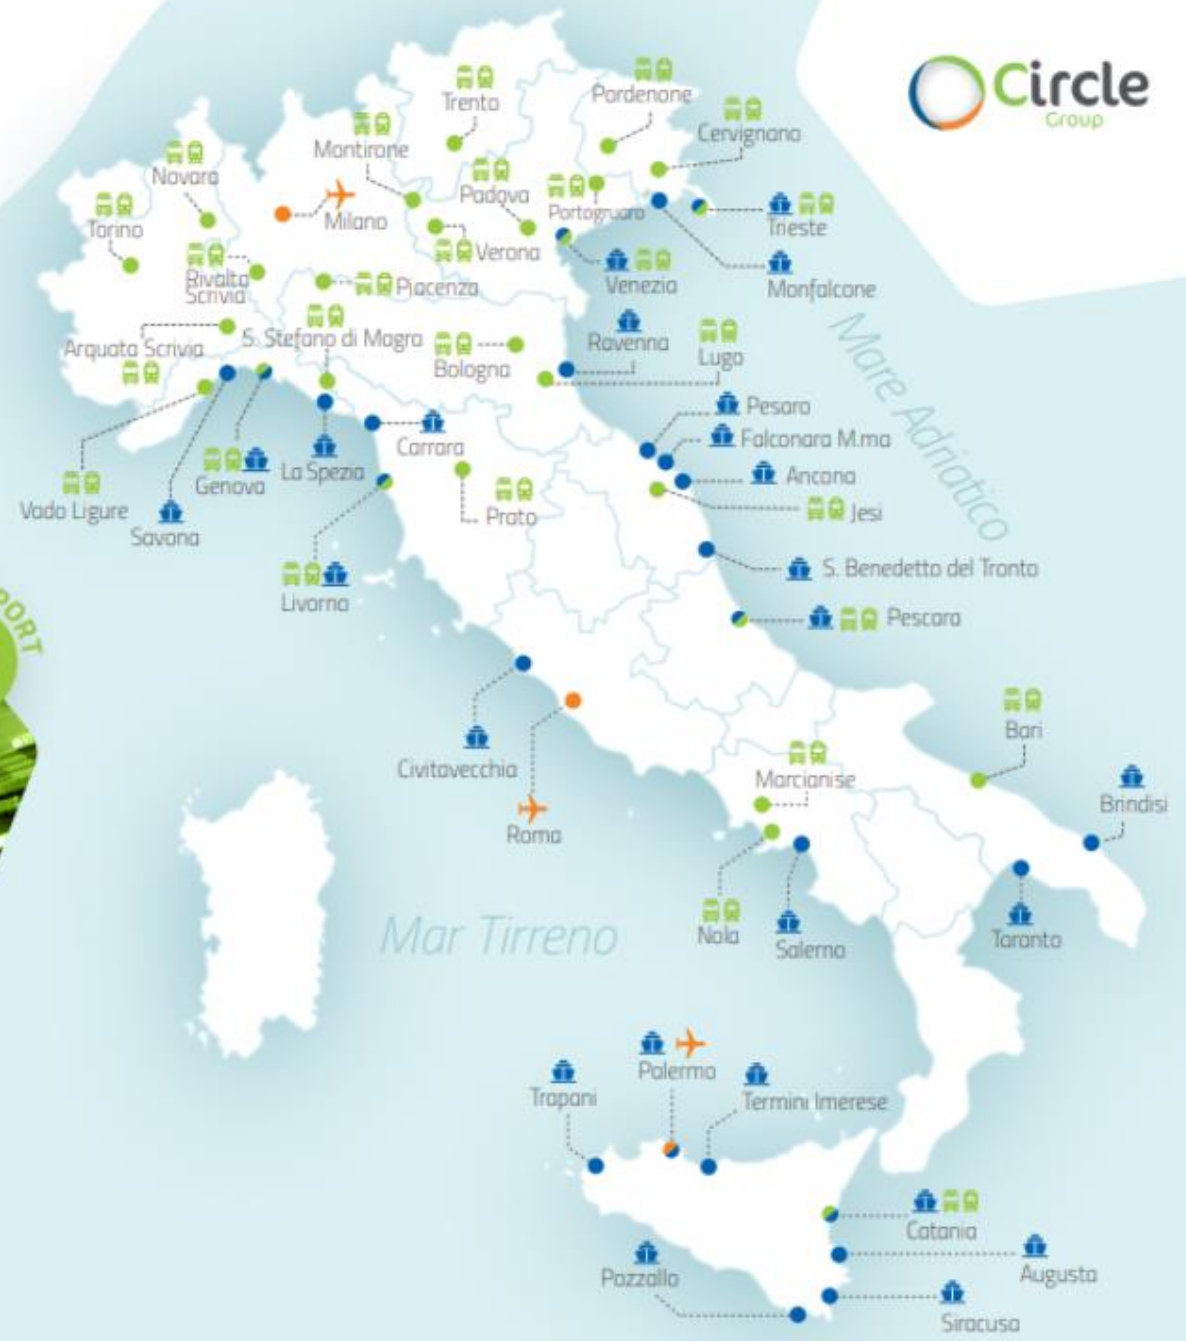 Circle
Group
Trento
Pordenone
Cervignano
Montirone
Novara
Padova
Portogruaro
Milano
Torino
Trieste
Verona
Rivalta
Scrivia
Piacenza
Venezia
Monfalcone
Arquata Scrivia
S. Stefano di Magra
Bologna
Ravenna
Lugo
Mare Adriatico
Pesaro
Falconara M.ma
Carrara
La Spezia
Genova
Ancona
Vado Ligure
Savona
Prato
Jesi
S. Benedetto del Tronto
Livorno
Pescara
PORT
Civitavecchia
Roma
Bari
Marcianise
Brindisi
Nola
Salerno
Taranto
Mar Tirreno
Palermo
Trapani
Termini Imerese
Catania
Pozzallo
Augusta
Siracusa